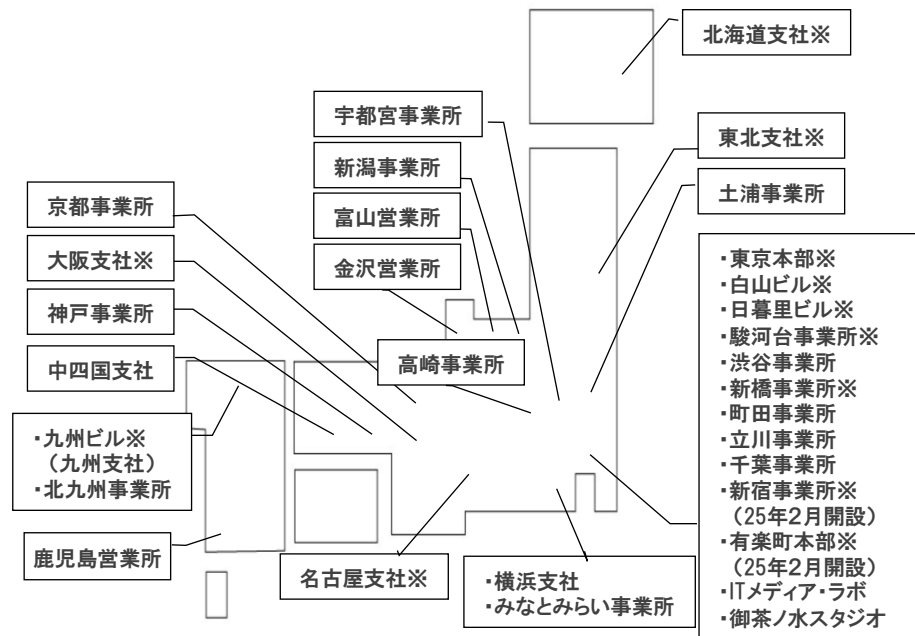 北海道支社※
宇都宮事業所
東北支社※
新潟事業所
土浦事業所
京都事業所
富山営業所
大阪支社※
金沢営業所
神戸事業所
高崎事業所
中四国支社
・九州ビル※
（九州支社）
・北九州事業所
鹿児島営業所
名古屋支社※
・横浜支社
・みなとみらい事業所
・東京本部※
・白山ビル※
・日暮里ビル※
・駿河台事業所※
・渋谷事業所
・新橋事業所※
・町田事業所
・立川事業所
・千葉事業所
・新宿事業所※
（25年２月開設）
・有楽町本部※
（25年２月開設）
・ITメディア・ラボ
・御茶ノ水スタジオ